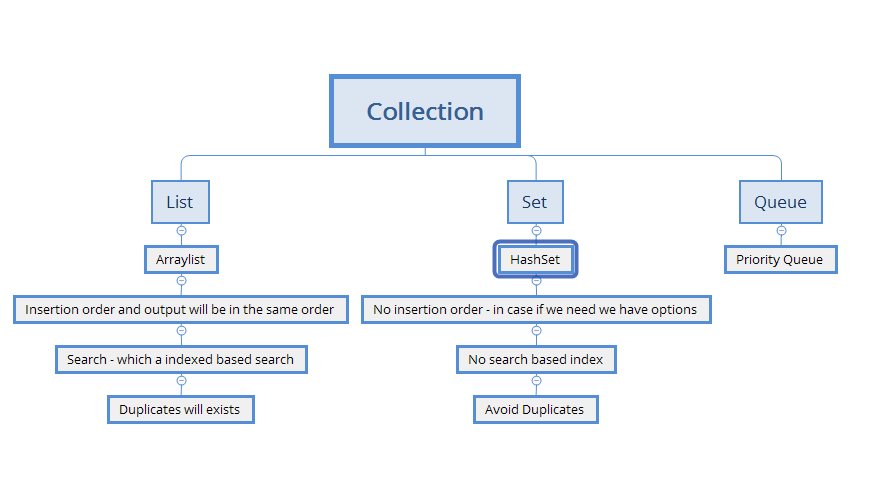 Collection
List
Set
Queue
Arraylist
HashSet
Priority Queue
Insertion order and output will be in the same order
No insertion order - in case if we need we have options
Search - which a indexed based search
No search based index
Duplicates will exists
Avoid Duplicates